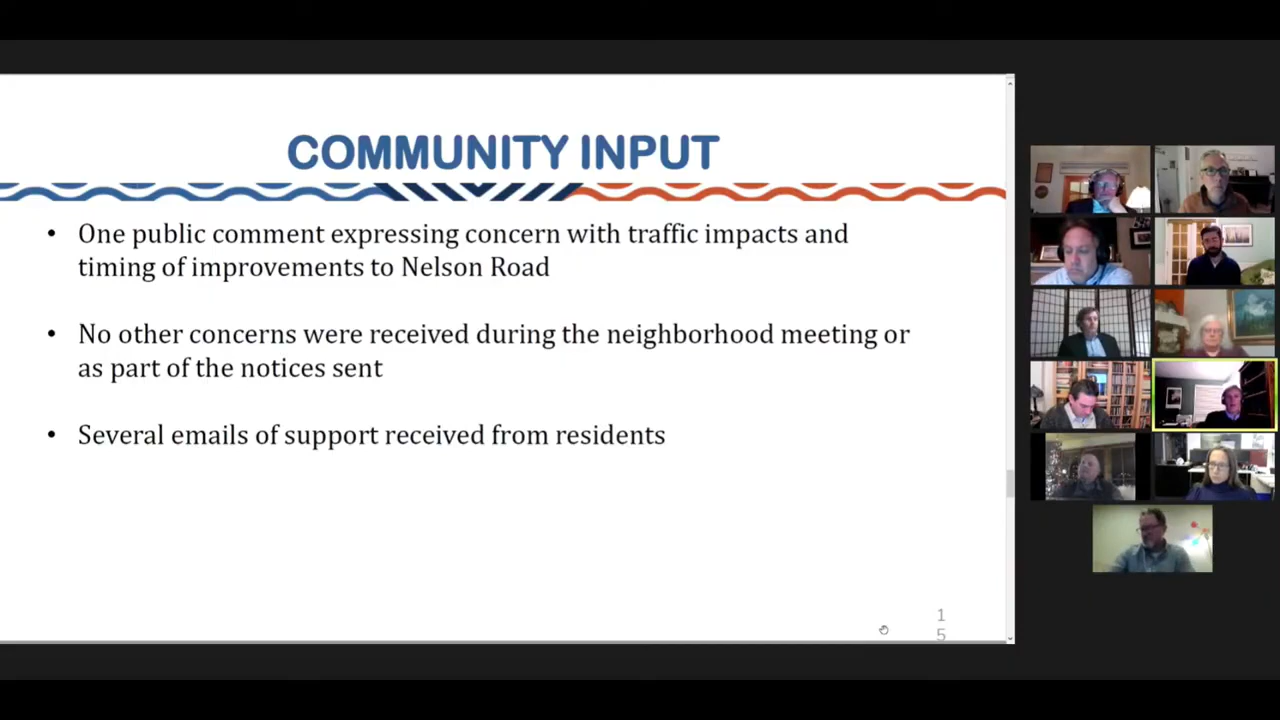 COMMUNITY INPUT
• One public comment expressing concern with traffic impacts and
timing of improvements to Nelson Road
• No other concerns were received during the neighborhood meeting or
as part of the notices sent
• Several emails of support received from residents
1
5